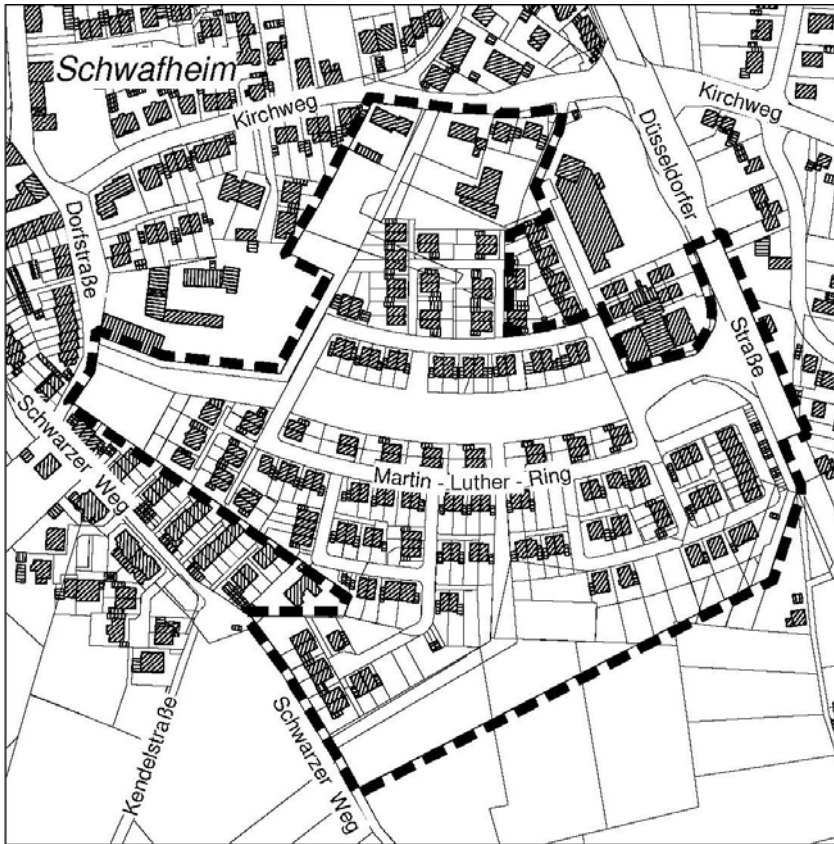 Schwafheim
Kirchweg
Kirchweg
Düsseldorfer
Straße
Dorfstraße
Schwarzer Weg
Martin - Luther - Ring
Kendelstraße
Schwarzer Weg